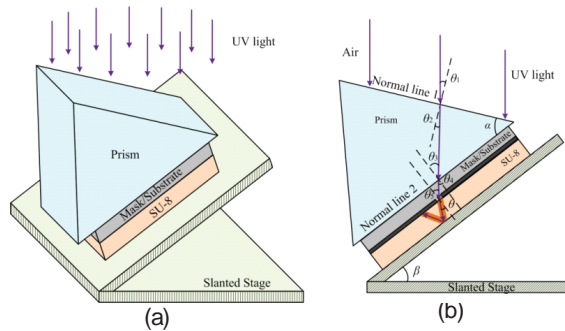 UV light
Prism
Mask/Substrate
SU-8
Slanted Stage
(a)
Air
Normal line 1
θ1
UV light
θ2
Prism
α
θ3
Mask/Substrate
θ4
Normal line 2
θ5
θ
SU-8
β
Slanted Stage
(b)